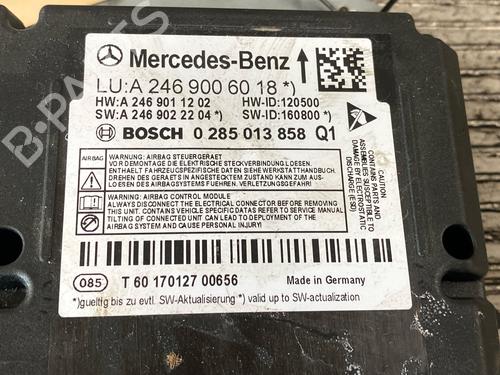 Mercedes-Benz
LU:A 246 900 60 18 *)
HW:A 246 901 12 02 HW-ID:120500
SW:A 246 902 22 04 *) SW-ID:160800 *)
BOSCH 0 285 013 858 Q1
CAUTION
CONTAINS PARTS AND
ASSEMBLIES SUSCEPTIBLE TO
DAMAGE BY ELECTROSTATIC
DISCHARGE (ESD)
AIRBAG
WARNUNG: AIRBAG STEUERGERAET
VOR DEMONTAGE DIE ELEKTRISCHE STECKVERBINDUNG LOESEN.
ENTHAELT FAHRZEUGSPEZIFISCHE DATEN - SIEHE WERKSTATTHANDBUCH.
DREHEN DES GERAETES IN ANGESTECKTEM ZUSTAND KANN ZUM AUSLOESEN
DES AIRBAGSYSTEMS FUEHREN. VERLETZUNGSGEFAHR!
WARNING: AIRBAG CONTROL MODULE
ALWAYS DISCONNECT THE ELECTRICAL CONNECTOR BEFORE REMOVING
THIS UNIT. CONTAINS VEHICLE SPECIFIC DATA REFER TO SERVICE MANUAL
TILTING OF CONNECTED UNIT CAN LEAD TO DEPLOYMENT OF THE
AIRBAG SYSTEM AND CAUSE PERSONAL INJURY!
085 T 60 170127 00656 Made in Germany
*)gueltig bis zu evtl. SW-Aktualisierung *) valid up to SW-actualization
B-PARTS